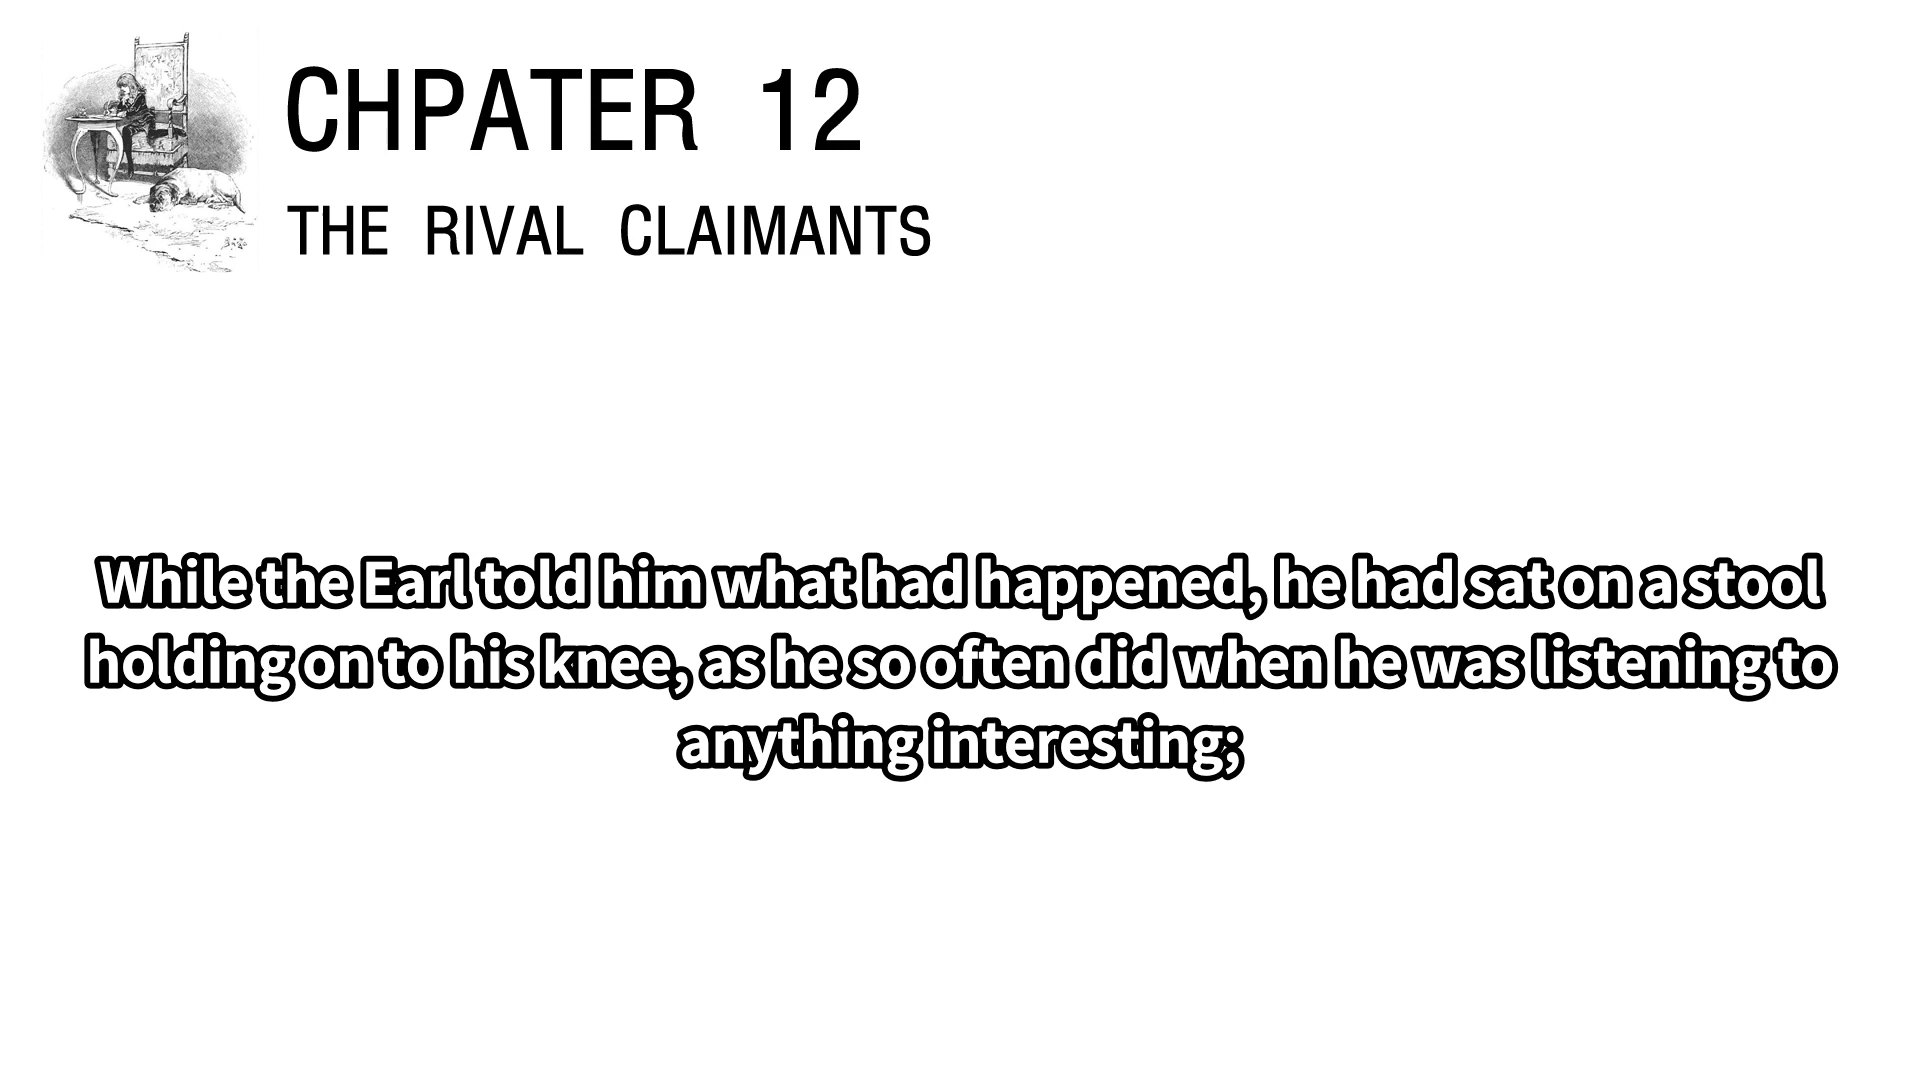 CHPATER 12
THE RIVAL CLAIMANTS
While the Earl told him what had happened, he had sat on a stool
holding on to his knee, as he so often did when he was listening to
anything interesting;